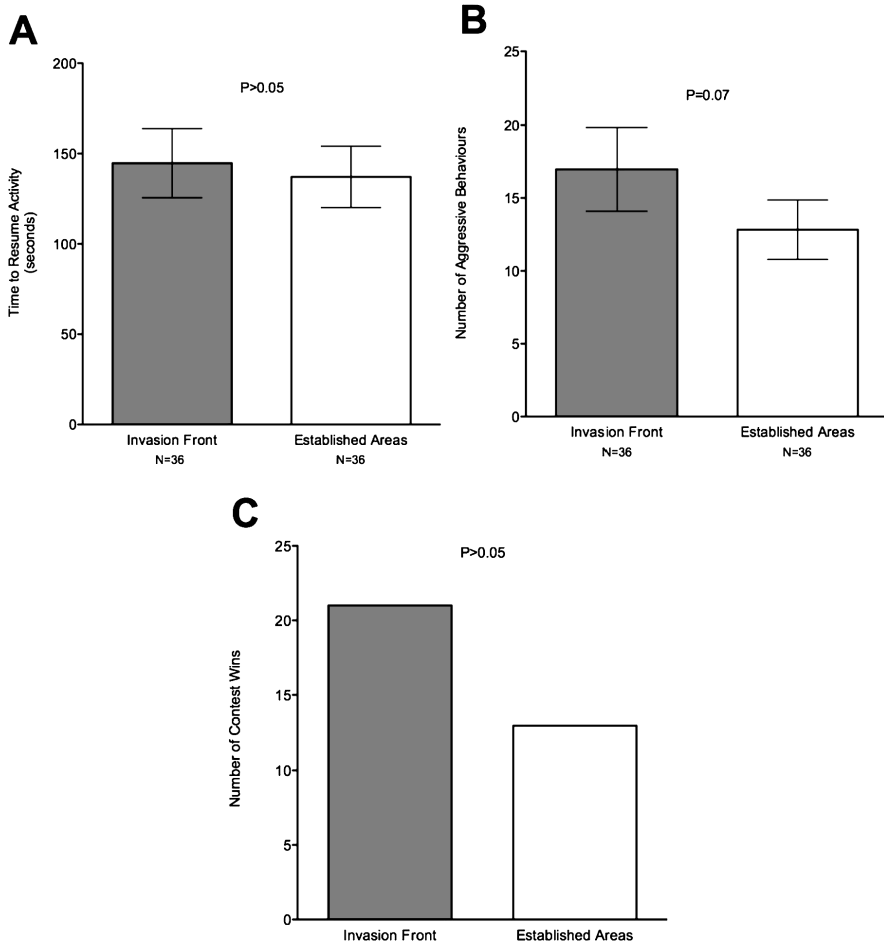 A
200
150
100
50
0
Time to Resume Activity
(seconds)
P>0.05
Invasion Front
Established Areas
N=36
N=36
B
25
20
15
10
5
0
Number of Aggressive Behaviours
P=0.07
Invasion Front
Established Areas
N=36
N=36
C
25
20
15
10
5
0
Number of Contest Wins
P>0.05
Invasion Front
Established Areas